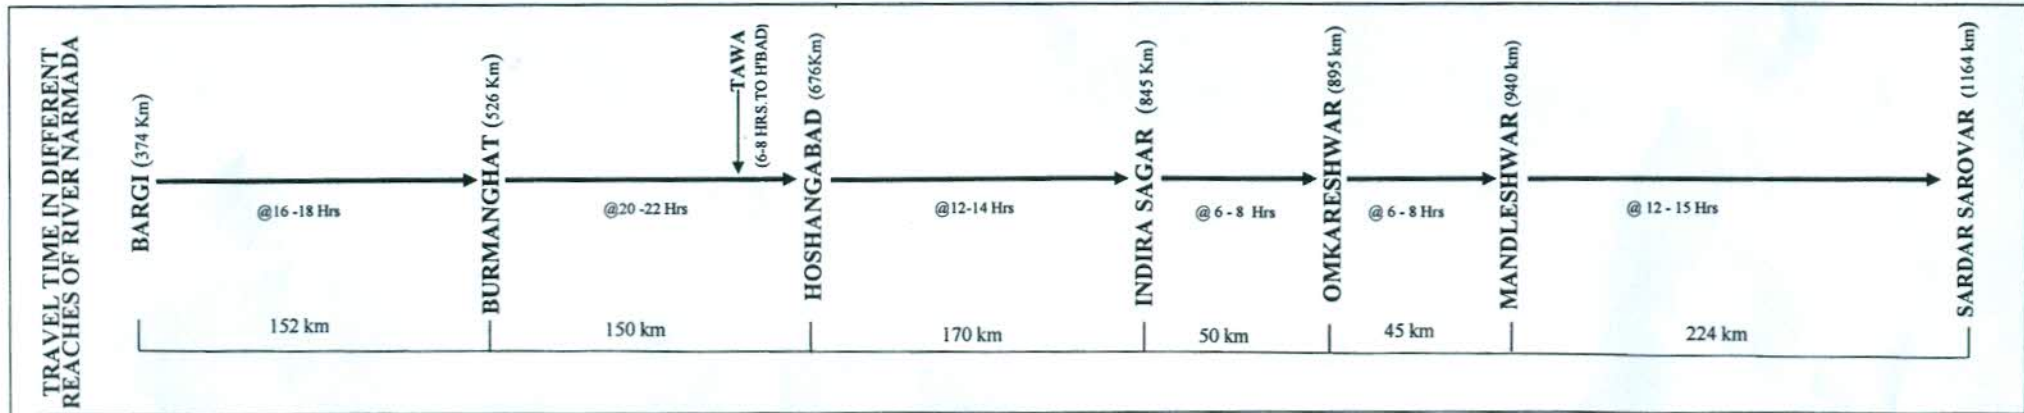 TRAVEL TIME IN DIFFERENT
REACHES OF RIVER NARMADA
BARGI (374 Km)
@16 -18 Hrs
BURMANGHAT (526 Km)
@20 -22 Hrs
TAWA
(6-8 HRS.TO H'BAD)
HOSHANGABAD (676Km)
@12-14 Hrs
INDIRA SAGAR (845 Km)
@ 6 - 8 Hrs
OMKARESHWAR (895 km)
@ 6 - 8 Hrs
MANDLESHWAR (940 km)
@ 12 - 15 Hrs
SARDAR SAROVAR (1164 km)
152 km
150 km
170 km
50 km
45 km
224 km